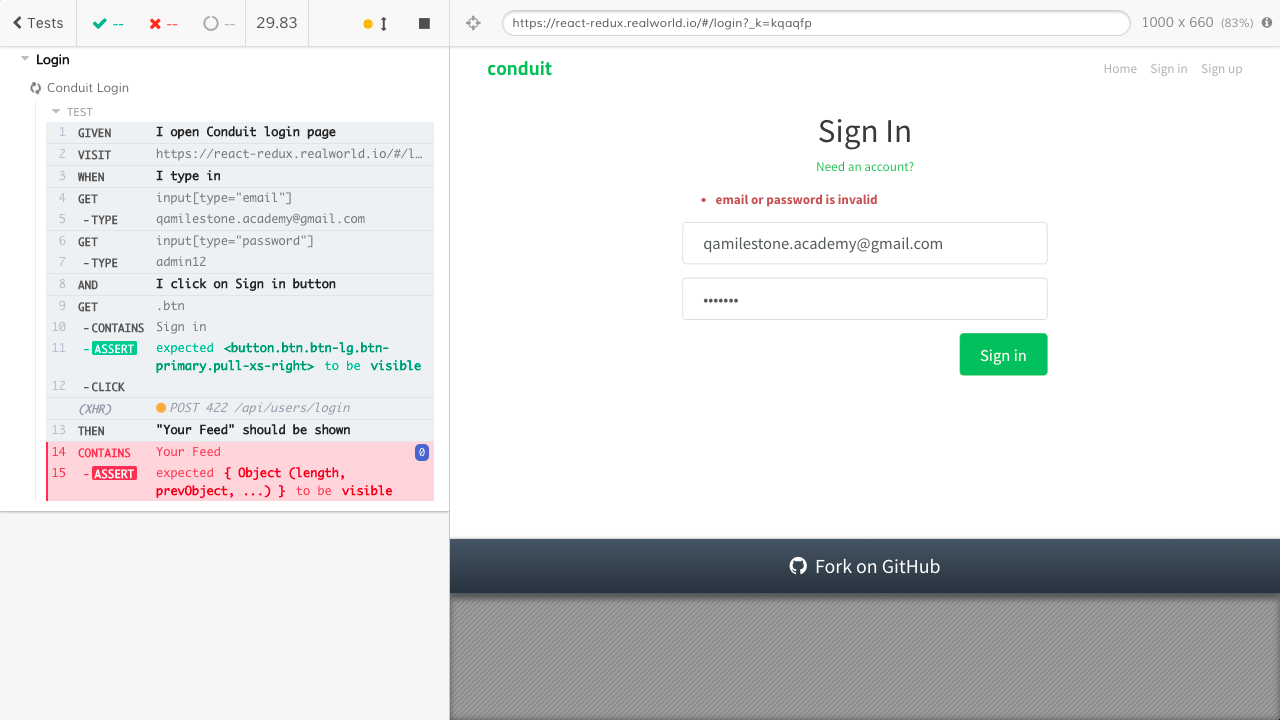 Tests
--
--
--
29.83
https://react-redux.realworld.io/#/login?_k=kqaqfp
1000 x 660 (83%)
Login
Conduit Login
TEST
1 GIVEN I open Conduit login page
2 VISIT https://react-redux.realworld.io/#/l...
3 WHEN I type in
4 GET input[type="email"]
5 -TYPE qamilestone.academy@gmail.com
6 GET input[type="password"]
7 -TYPE admin12
8 AND I click on Sign in button
9 GET .btn
10 -CONTAINS Sign in
11 -ASSERT expected <button.btn.btn-lg.btn-
primary.pull-xs-right> to be visible
12 -CLICK
(XHR) POST 422 /api/users/login
13 THEN "Your Feed" should be shown
14 CONTAINS Your Feed 0
15 -ASSERT expected { Object (length,
prevObject, ...) } to be visible
conduit
Home Sign in Sign up
Sign In
Need an account?
• email or password is invalid
qamilestone.academy@gmail.com
•••••••
Sign in
Fork on GitHub